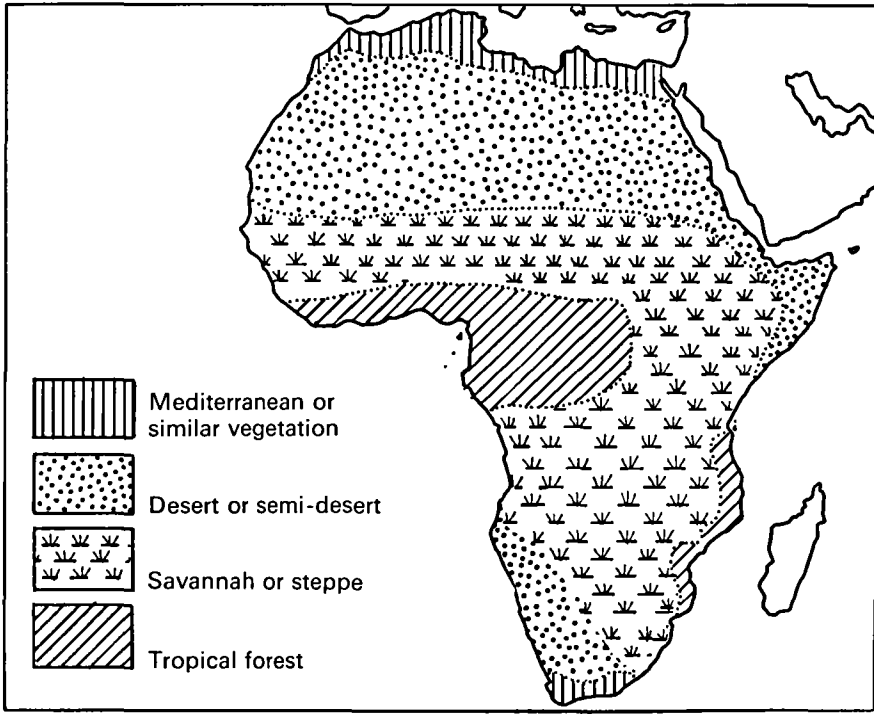 Mediterranean or
similar vegetation
Desert or semi-desert
Savannah or steppe
Tropical forest